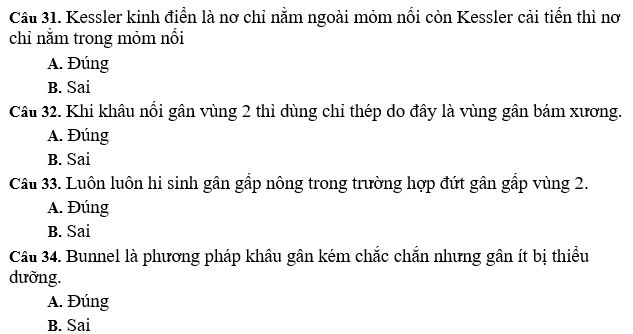 Câu 31. Kessler kinh điển là nơ chỉ nằm ngoài mỏm nối còn Kessler cải tiến thì nơ
chỉ nằm trong mỏm nối
A. Đúng
B. Sai
Câu 32. Khi khâu nối gân vùng 2 thì dùng chỉ thép do đây là vùng gân bám xương.
A. Đúng
B. Sai
Câu 33. Luôn luôn hi sinh gân gấp nông trong trường hợp đứt gân gấp vùng 2.
A. Đúng
B. Sai
Câu 34. Bunnel là phương pháp khâu gân kém chắc chắn nhưng gân ít bị thiểu
dưỡng.
A. Đúng
B. Sai